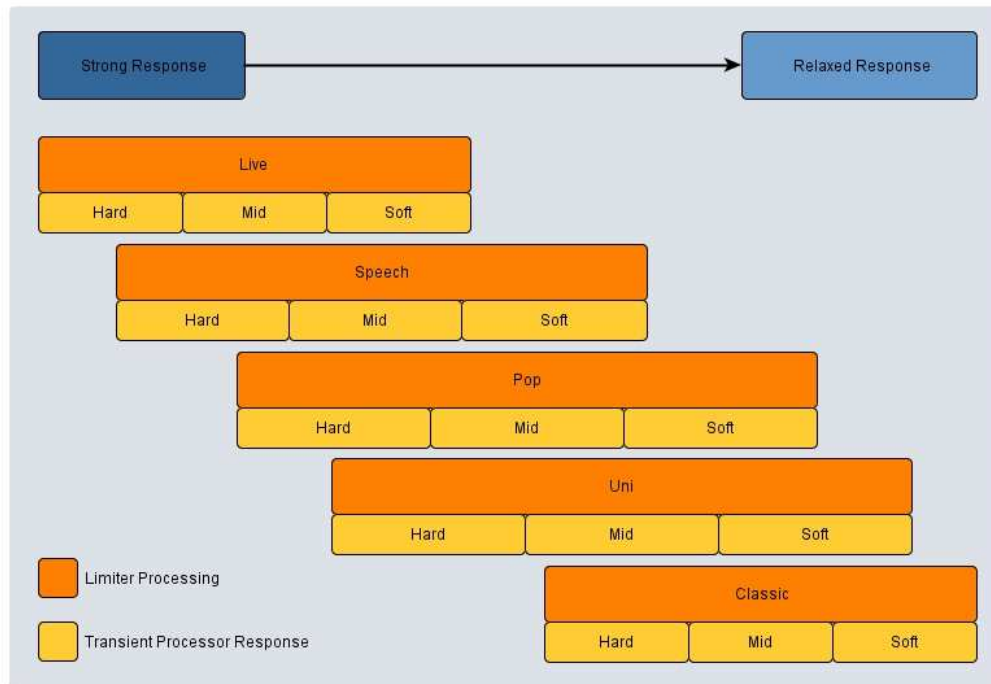 Strong Response
Relaxed Response
Live
Hard Mid Soft
Speech
Hard Mid Soft
Pop
Hard Mid Soft
Uni
Hard Mid Soft
Limiter Processing
Classic
Transient Processor Response
Hard Mid Soft